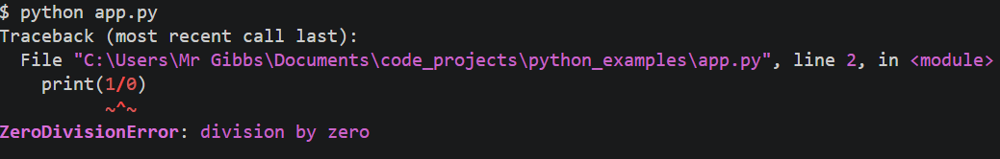 $ python app.py
Traceback (most recent call last):
  File "C:\Users\Mr Gibbs\Documents\code_projects\python_examples\app.py", line 2, in <module>
    print(1/0)
          ~^~
ZeroDivisionError: division by zero